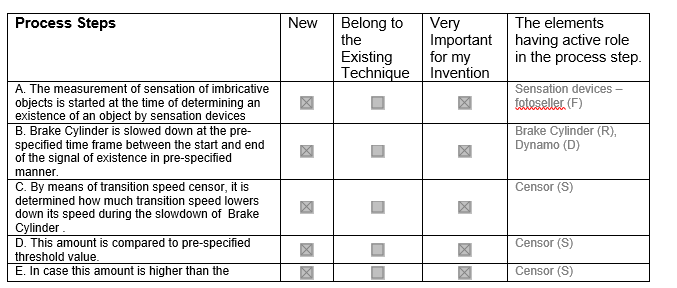 Process Steps
New
Belong to
the
Existing
Technique
Very
Important
for my
Invention
The elements
having active role
in the process step.
A. The measurement of sensation of imbricative
objects is started at the time of determining an
existence of an object by sensation devices
Sensation devices –
fotoseller (F)
B. Brake Cylinder is slowed down at the pre-
specified time frame between the start and end
of the signal of existence in pre-specified
manner.
Brake Cylinder (R),
Dynamo (D)
C. By means of transition speed censor, it is
determined how much transition speed lowers
down its speed during the slowdown of Brake
Cylinder .
Censor (S)
D. This amount is compared to pre-specified
threshold value.
Censor (S)
E. In case this amount is higher than the
Censor (S)